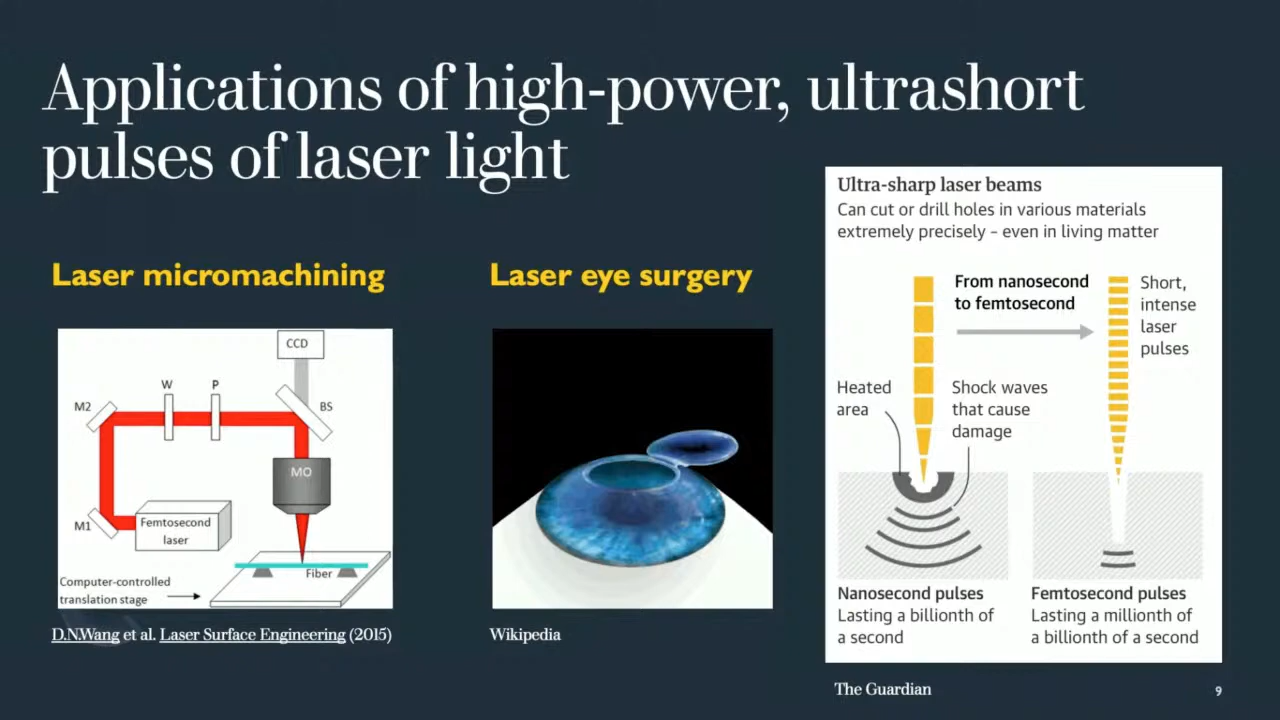 Applications of high-power, ultrashort
pulses of laser light
Laser micromachining
CCD
W
P
M2
BS
MO
M1
Femtosecond
laser
Fiber
Computer-controlled
translation stage
D.N.Wang et al. Laser Surface Engineering (2015)
Laser eye surgery
Wikipedia
Ultra-sharp laser beams
Can cut or drill holes in various materials
extremely precisely – even in living matter
From nanosecond
to femtosecond
Short,
intense
laser
pulses
Heated
area
Shock waves
that cause
damage
Nanosecond pulses
Lasting a billionth of
a second
Femtosecond pulses
Lasting a millionth of
a billionth of a second
The Guardian
9